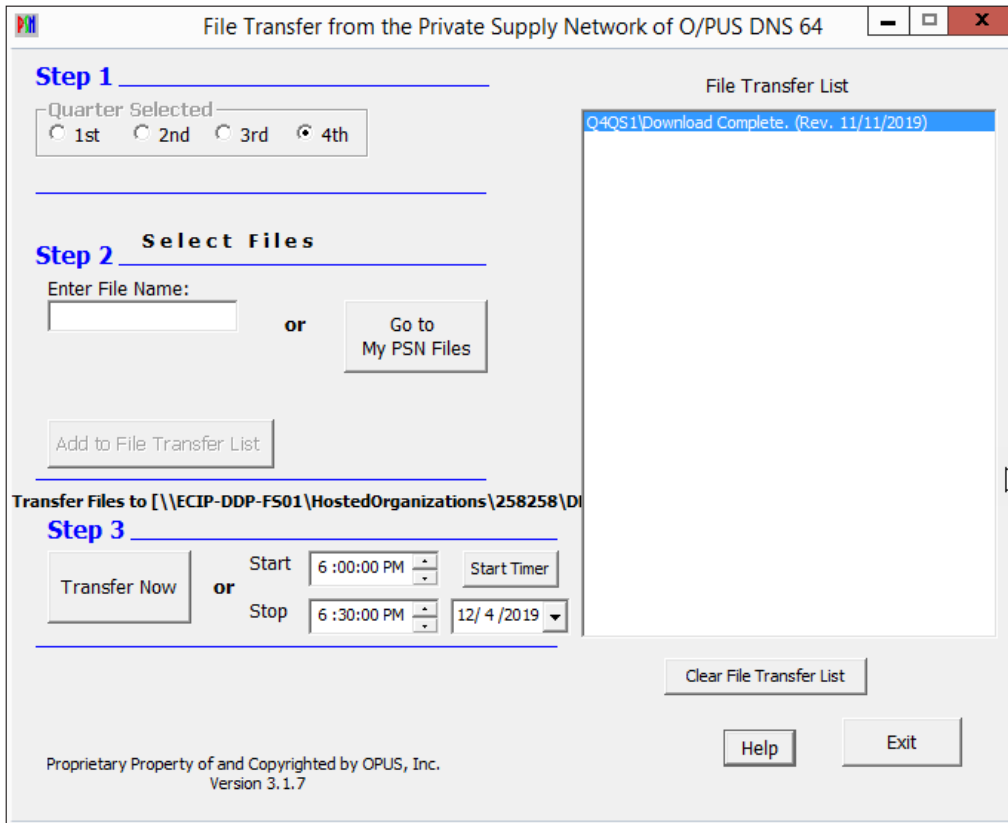 File Transfer from the Private Supply Network of O/PUS DNS 64
Step 1
Quarter Selected
1st 2nd 3rd 4th
Step 2
Select Files
Enter File Name:
or
Go to
My PSN Files
Add to File Transfer List
Transfer Files to [\\ECIP-DDP-FS01\HostedOrganizations\258258\D
Step 3
Transfer Now
or
Start
6 :00:00 PM
Start Timer
Stop
6 :30:00 PM
12/ 4 /2019
Proprietary Property of and Copyrighted by OPUS, Inc.
Version 3.1.7
File Transfer List
Q4QS1\Download Complete. (Rev. 11/11/2019)
Clear File Transfer List
Help
Exit